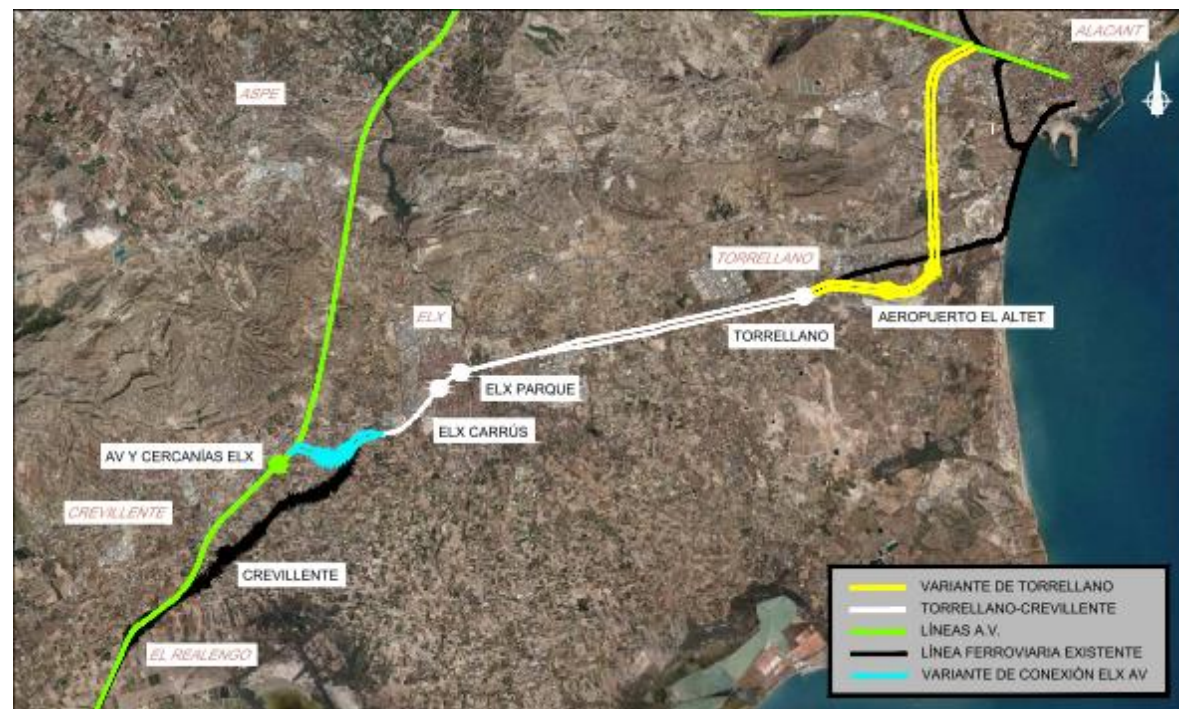 ALACANT
ASPE
TORRELLANO
AEROPUERTO EL ALTET
TORRELLANO
ELX
ELX PARQUE
ELX CARRÚS
AV Y CERCANÍAS ELX
CREVILLENTE
CREVILLENTE
EL REALENGO
VARIANTE DE TORRELLANO
TORRELLANO-CREVILLENTE
LÍNEAS A.V.
LÍNEA FERROVIARIA EXISTENTE
VARIANTE DE CONEXIÓN ELX AV